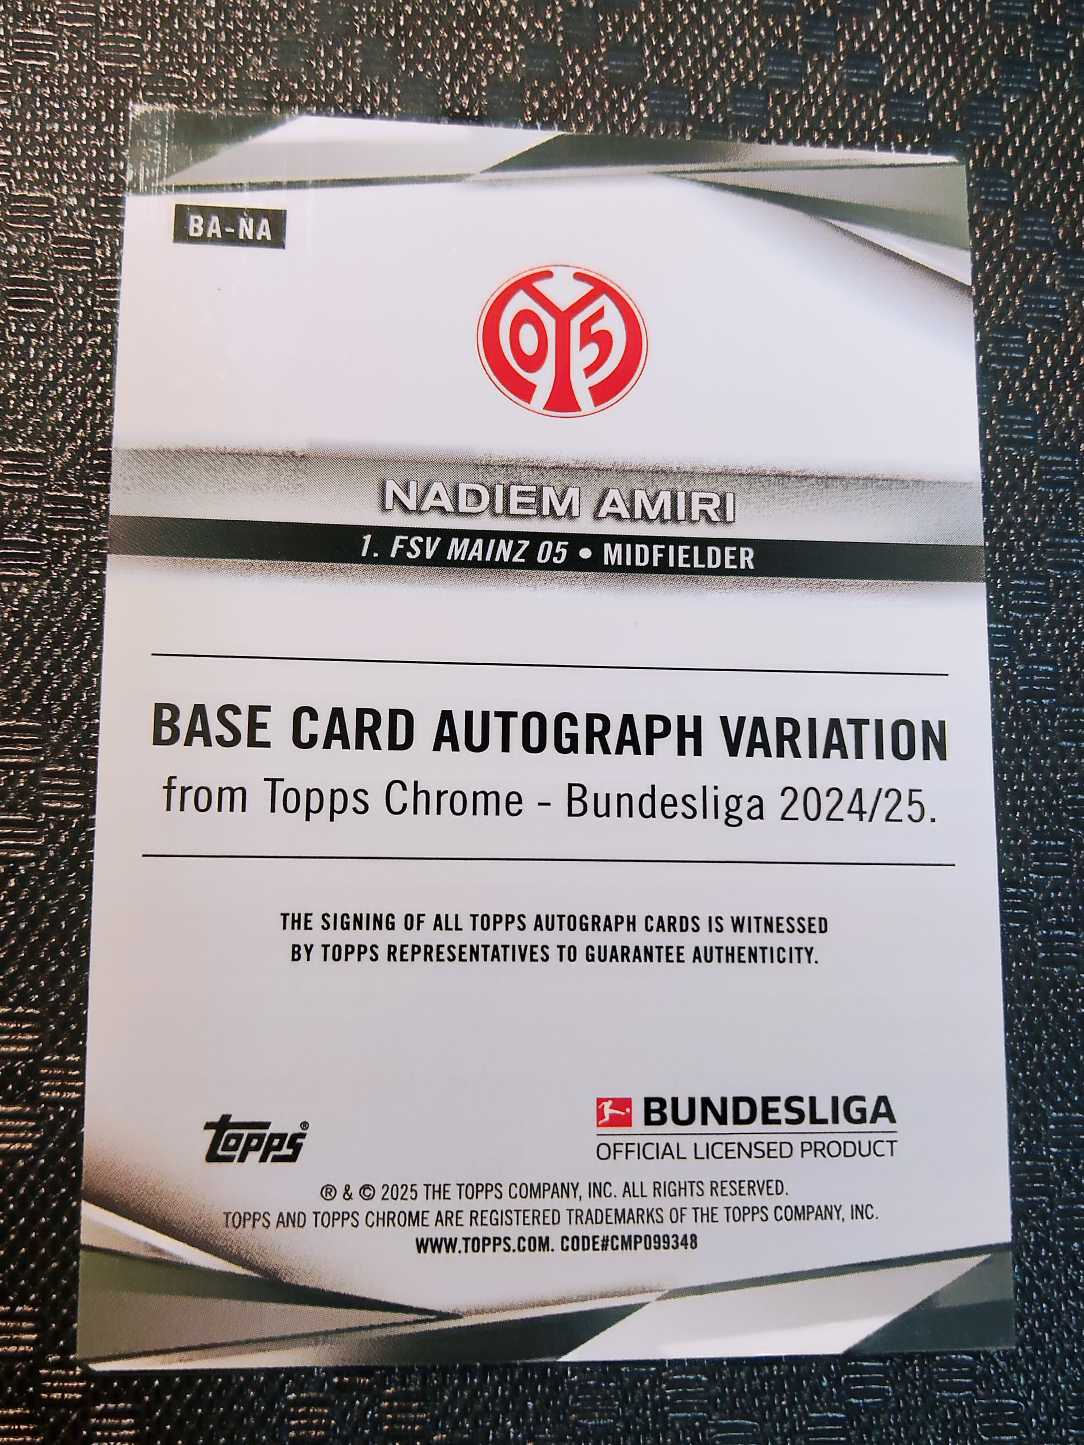 BA-NA
05
NADIEM AMIRI
1. FSV MAINZ 05 • MIDFIELDER
BASE CARD AUTOGRAPH VARIATION
from Topps Chrome - Bundesliga 2024/25.
THE SIGNING OF ALL TOPPS AUTOGRAPH CARDS IS WITNESSED
BY TOPPS REPRESENTATIVES TO GUARANTEE AUTHENTICITY.
topps®
BUNDESLIGA
OFFICIAL LICENSED PRODUCT
® & © 2025 THE TOPPS COMPANY, INC. ALL RIGHTS RESERVED.
TOPPS AND TOPPS CHROME ARE REGISTERED TRADEMARKS OF THE TOPPS COMPANY, INC.
WWW.TOPPS.COM. CODE#CMP099348